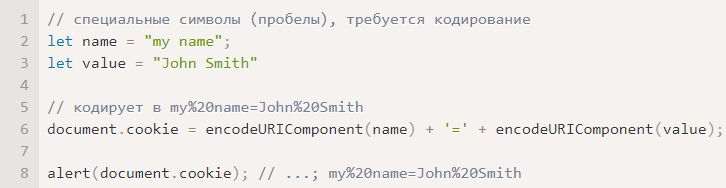 1 // специальные символы (пробелы), требуется кодирование
2 let name = "my name";
3 let value = "John Smith"
4
5 // кодирует в my%20name=John%20Smith
6 document.cookie = encodeURIComponent(name) + '=' + encodeURIComponent(value);
7
8 alert(document.cookie); // ...; my%20name=John%20Smith